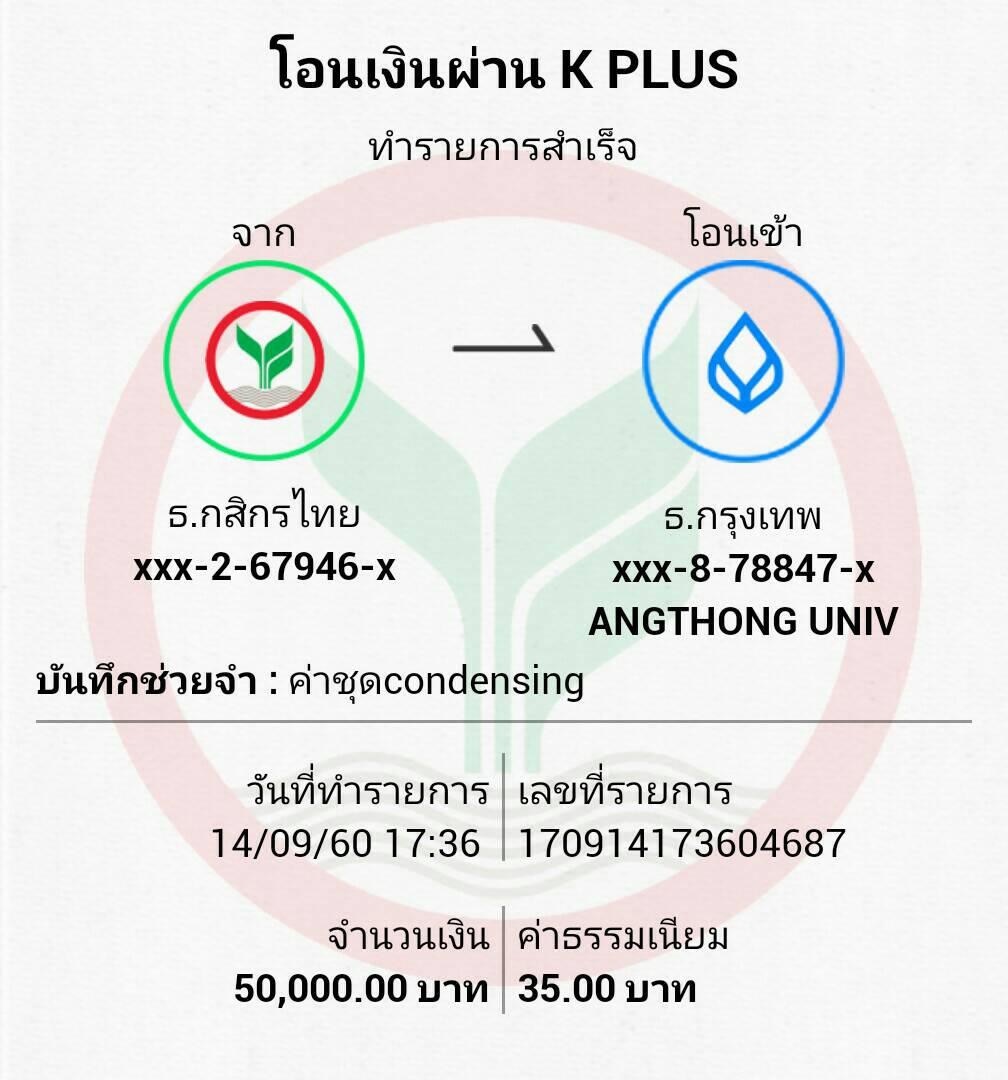 โอนเงินผ่าน K PLUS
ทำรายการสำเร็จ
จาก
โอนเข้า
ธ.กสิกรไทย
xxx-2-67946-x
ธ.กรุงเทพ
xxx-8-78847-x
ANGTHONG UNIV
บันทึกช่วยจำ : ค่าชุดcondensing
วันที่ทำรายการ
14/09/60 17:36
เลขที่รายการ
170914173604687
จำนวนเงิน
50,000.00 บาท
ค่าธรรมเนียม
35.00 บาท